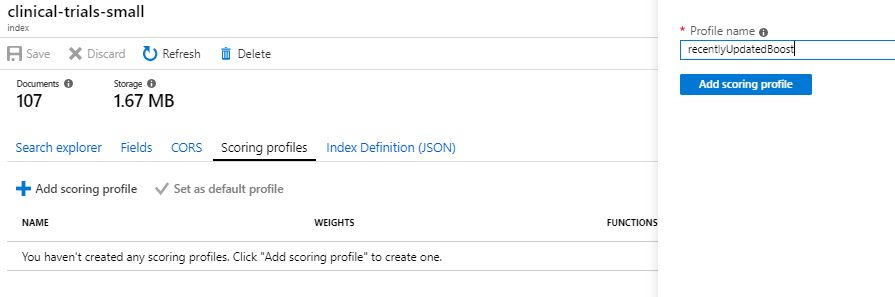 clinical-trials-small
index
Save Discard Refresh Delete
Documents Storage
107 1.67 MB
Search explorer Fields CORS Scoring profiles Index Definition (JSON)
Add scoring profile Set as default profile
NAME WEIGHTS FUNCTIONS
You haven't created any scoring profiles. Click "Add scoring profile" to create one.
* Profile name
recentlyUpdatedBoost
Add scoring profile